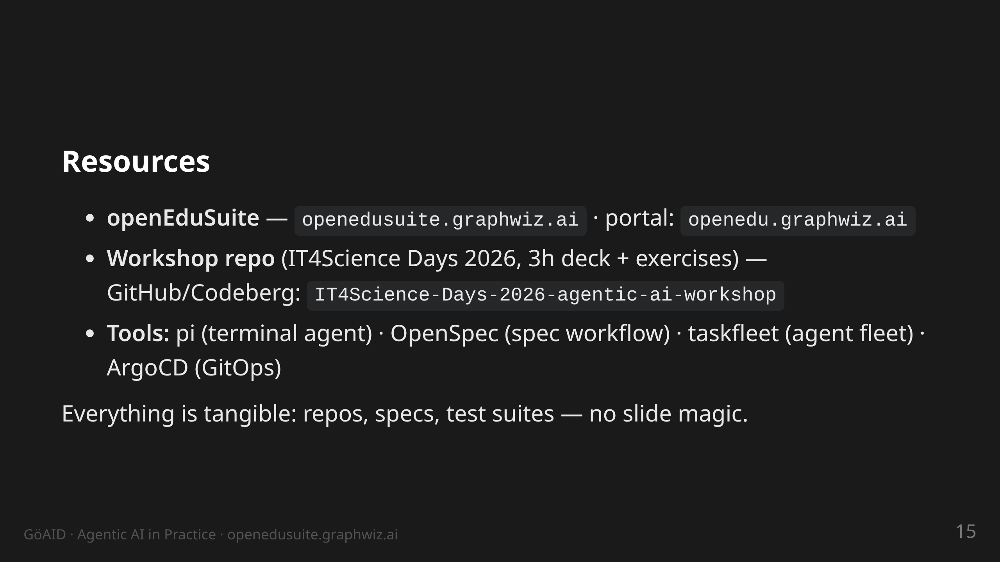 Resources
• openEduSuite — openedusuite.graphwiz.ai · portal: openedu.graphwiz.ai
• Workshop repo (IT4Science Days 2026, 3h deck + exercises) —
GitHub/Codeberg: IT4Science-Days-2026-agentic-ai-workshop
• Tools: pi (terminal agent) · OpenSpec (spec workflow) · taskfleet (agent fleet) ·
ArgoCD (GitOps)
Everything is tangible: repos, specs, test suites — no slide magic.
GöAID · Agentic AI in Practice · openedusuite.graphwiz.ai
15